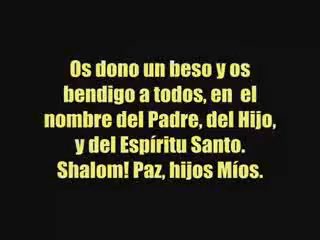 Os dono un beso y os
bendigo a todos, en el
nombre del Padre, del Hijo,
y del Espíritu Santo.
Shalom! Paz, hijos Míos.